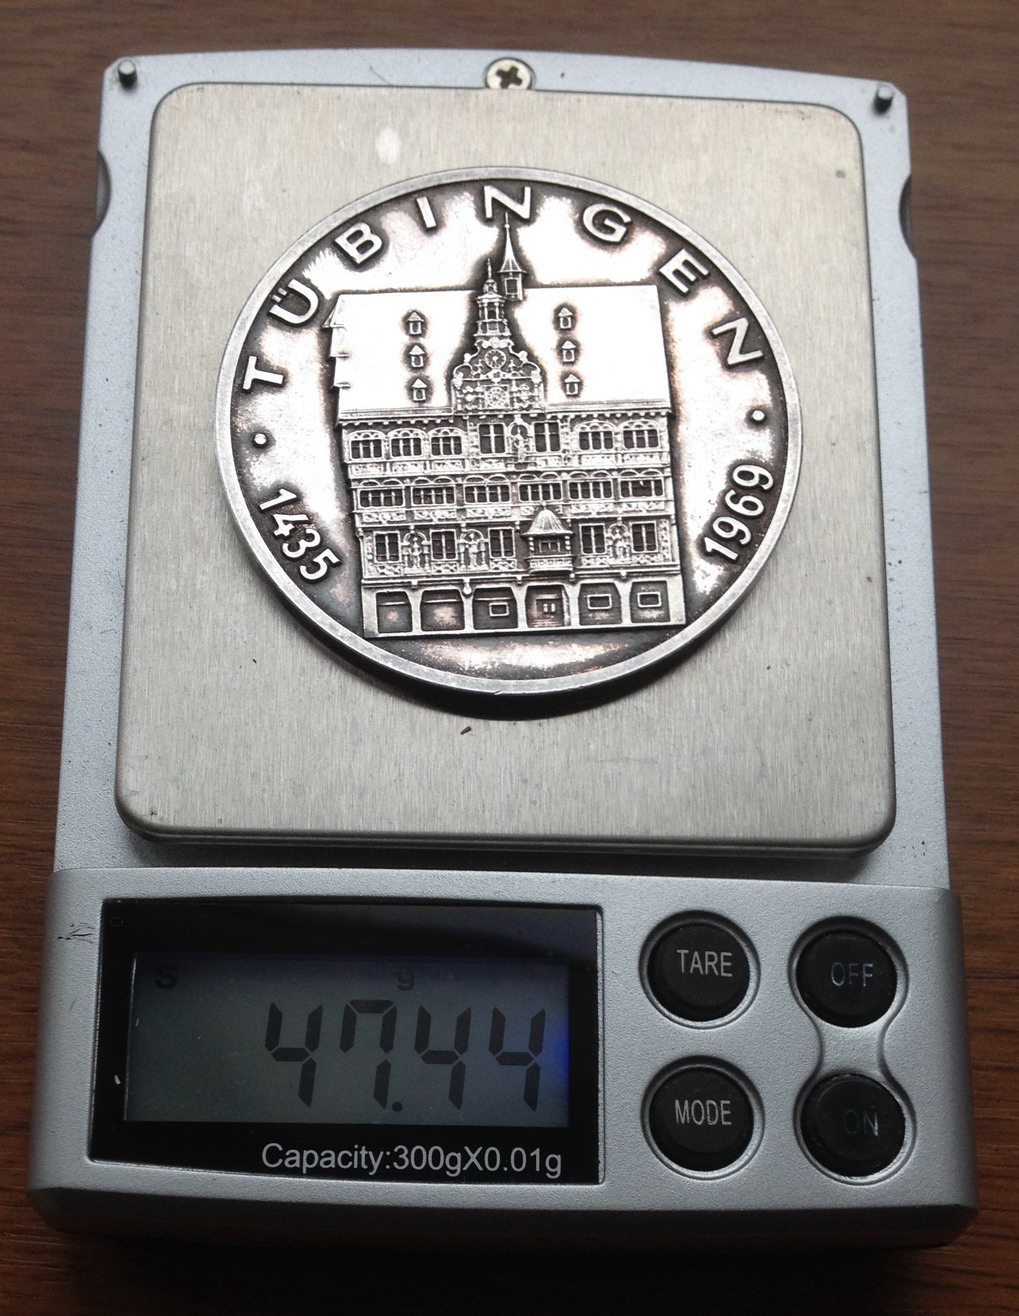 · TÜBINGEN ·
1435
1969
S g
47.44
Capacity:300gX0.01g
TARE
OFF
MODE
ON